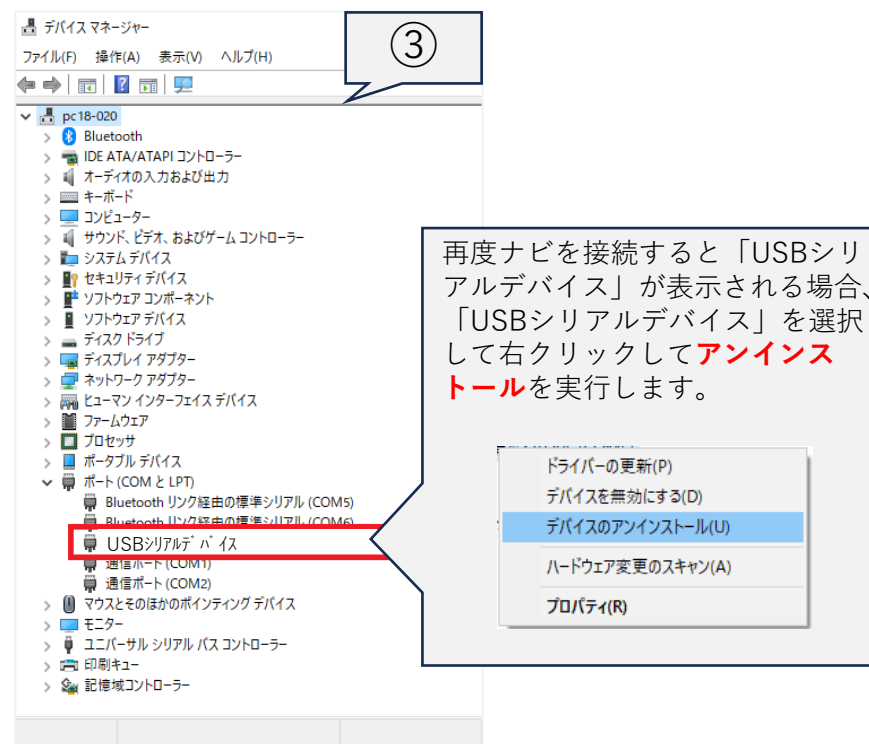 デバイス マネージャー
ファイル(F) 操作(A) 表示(V) ヘルプ(H)
③
pc18-020
Bluetooth
IDE ATA/ATAPI コントローラー
オーディオの入力および出力
キーボード
コンピューター
サウンド、ビデオ、およびゲーム コントローラー
システム デバイス
セキュリティ デバイス
ソフトウェア コンポーネント
ソフトウェア デバイス
ディスク ドライブ
ディスプレイ アダプター
ネットワーク アダプター
ヒューマン インターフェイス デバイス
ファームウェア
プロセッサ
ポータブル デバイス
ポート (COM と LPT)
Bluetooth リンク経由の標準シリアル (COM5)
Bluetooth リンク経由の標準シリアル (COM6)
USBシリアルデバイス
通信ポート (COM1)
通信ポート (COM2)
マウスとそのほかのポインティング デバイス
モニター
ユニバーサル シリアル バス コントローラー
印刷キュー
記憶域コントローラー
再度ナビを接続すると「USBシリ
アルデバイス」が表示される場合、
「USBシリアルデバイス」を選択
して右クリックしてアンインス
トールを実行します。
ドライバーの更新(P)
デバイスを無効にする(D)
デバイスのアンインストール(U)
ハードウェア変更のスキャン(A)
プロパティ(R)